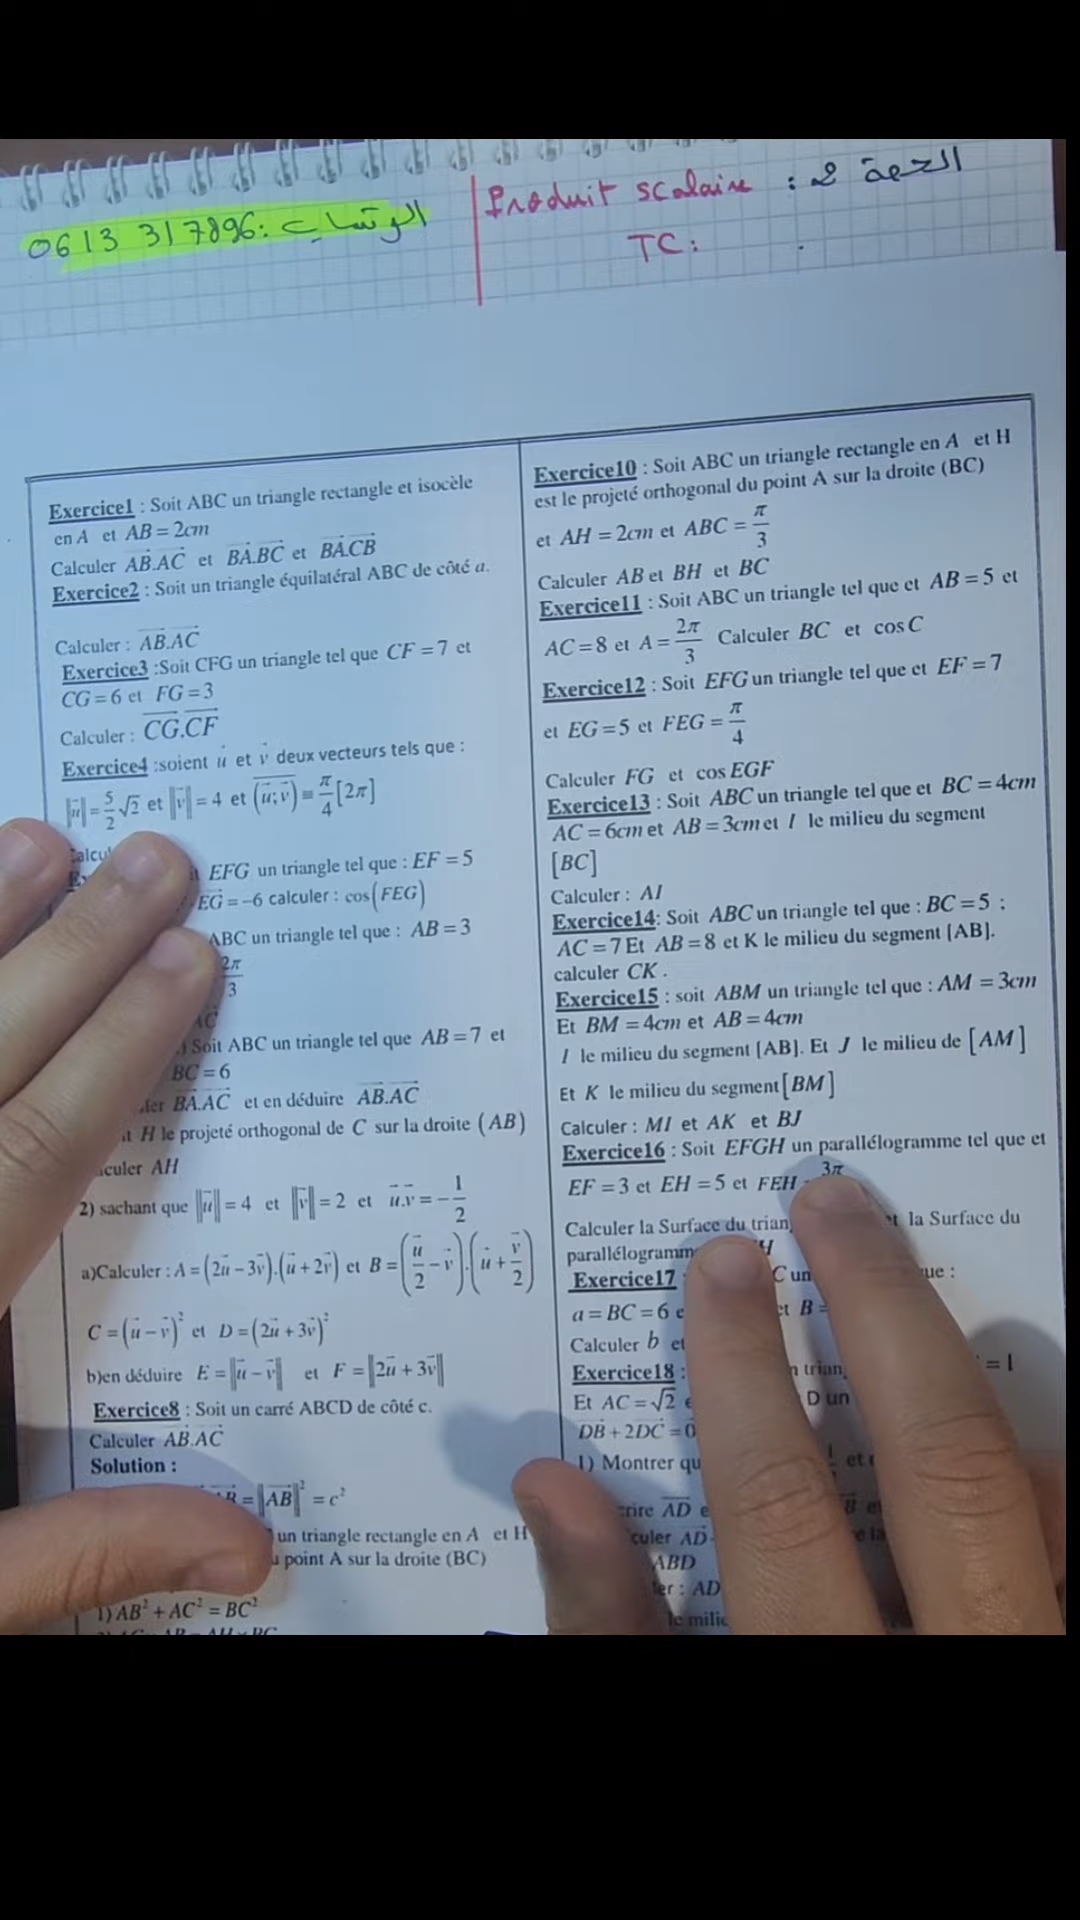 0613 317896: الوتساب
Produit scolaire : الحصة 2
TC:
Exercice1 : Soit ABC un triangle rectangle et isocèle
en A et AB = 2cm
Calculer AB.AC et BA.BC et BA.CB
Exercice2 : Soit un triangle équilatéral ABC de côté a.
Calculer : AB.AC
Exercice3 :Soit CFG un triangle tel que CF = 7 et
CG = 6 et FG = 3
Calculer : CG.CF
Exercice4 :soient u et v deux vecteurs tels que :
‖u‖ = 5/2 √2 et ‖v‖ = 4 et (u;v) ≡ π/4 [2π]
EFG un triangle tel que : EF = 5
EG = −6 calculer : cos(FEG)
ABC un triangle tel que : AB = 3
2π/3
AC
Soit ABC un triangle tel que AB = 7 et
BC = 6
BA.AC et en déduire AB.AC
H le projeté orthogonal de C sur la droite (AB)
AH
2) sachant que ‖u‖ = 4 et ‖v‖ = 2 et u.v = −1/2
a)Calculer : A = (2u − 3v).(u + 2v) et B = (u/2 − v).(u + v/2)
C = (u − v)² et D = (2u + 3v)²
b)en déduire E = ‖u − v‖ et F = ‖2u + 3v‖
Exercice8 : Soit un carré ABCD de côté c.
Calculer AB.AC
Solution :
= ‖AB‖² = c²
un triangle rectangle en A et H
point A sur la droite (BC)
1) AB² + AC² = BC²
Exercice10 : Soit ABC un triangle rectangle en A et H
est le projeté orthogonal du point A sur la droite (BC)
et AH = 2cm et ABC = π/3
Calculer AB et BH et BC
Exercice11 : Soit ABC un triangle tel que et AB = 5 et
AC = 8 et A = 2π/3 Calculer BC et cos C
Exercice12 : Soit EFG un triangle tel que et EF = 7
et EG = 5 et FEG = π/4
Calculer FG et cos EGF
Exercice13 : Soit ABC un triangle tel que et BC = 4cm
AC = 6cm et AB = 3cm et I le milieu du segment
[BC]
Calculer : AI
Exercice14: Soit ABC un triangle tel que : BC = 5 ;
AC = 7 Et AB = 8 et K le milieu du segment [AB].
calculer CK .
Exercice15 : soit ABM un triangle tel que : AM = 3cm
Et BM = 4cm et AB = 4cm
I le milieu du segment [AB]. Et J le milieu de [AM]
Et K le milieu du segment [BM]
Calculer : MI et AK et BJ
Exercice16 : Soit EFGH un parallélogramme tel que et
EF = 3 et EH = 5 et FEH 3π
Calculer la Surface du la Surface du
Exercice17 C un
a = BC = 6 B =
Calculer b
Exercice18 :
= 1
Et AC = √2 D un
DB + 2DC = 0
1) Montrer et
AD
AD
ABD
: AD